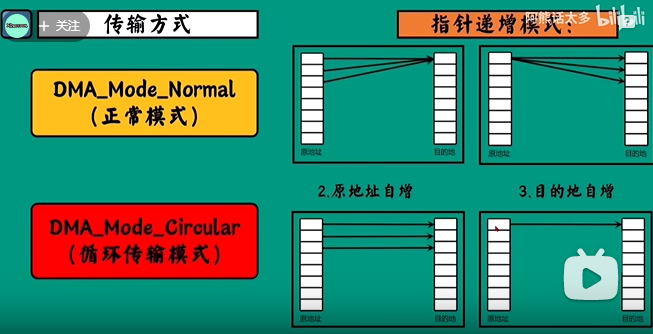 + 关注
传输方式
指针递增模式：
阿熊话太多
bilibili
DMA_Mode_Normal
（正常模式）
原地址
目的地
原地址
目的地
2.原地址自增
3.目的地自增
DMA_Mode_Circular
（循环传输模式）
原地址
目的地
原地址
目的地